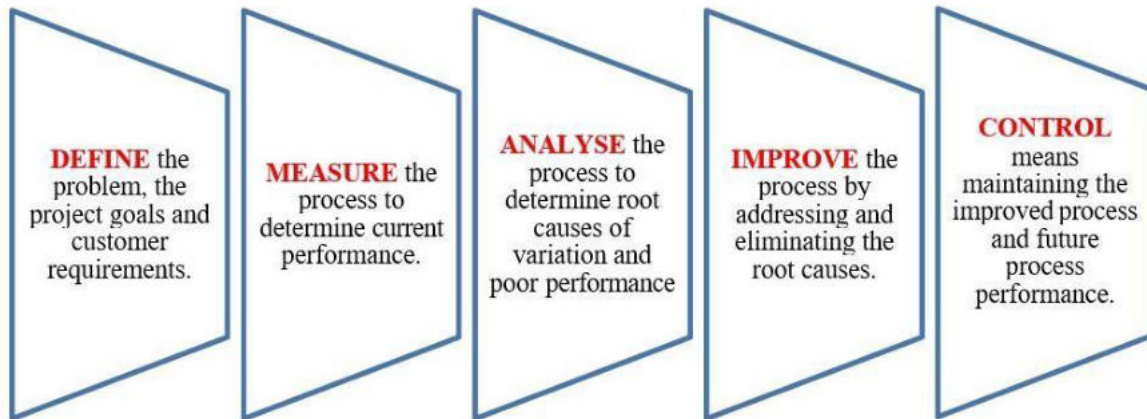 DEFINE the
problem, the
project goals and
customer
requirements.
MEASURE the
process to
determine current
performance.
ANALYSE the
process to
determine root
causes of
variation and
poor performance
IMPROVE the
process by
addressing and
eliminating the
root causes.
CONTROL
means
maintaining the
improved process
and future
process
performance.